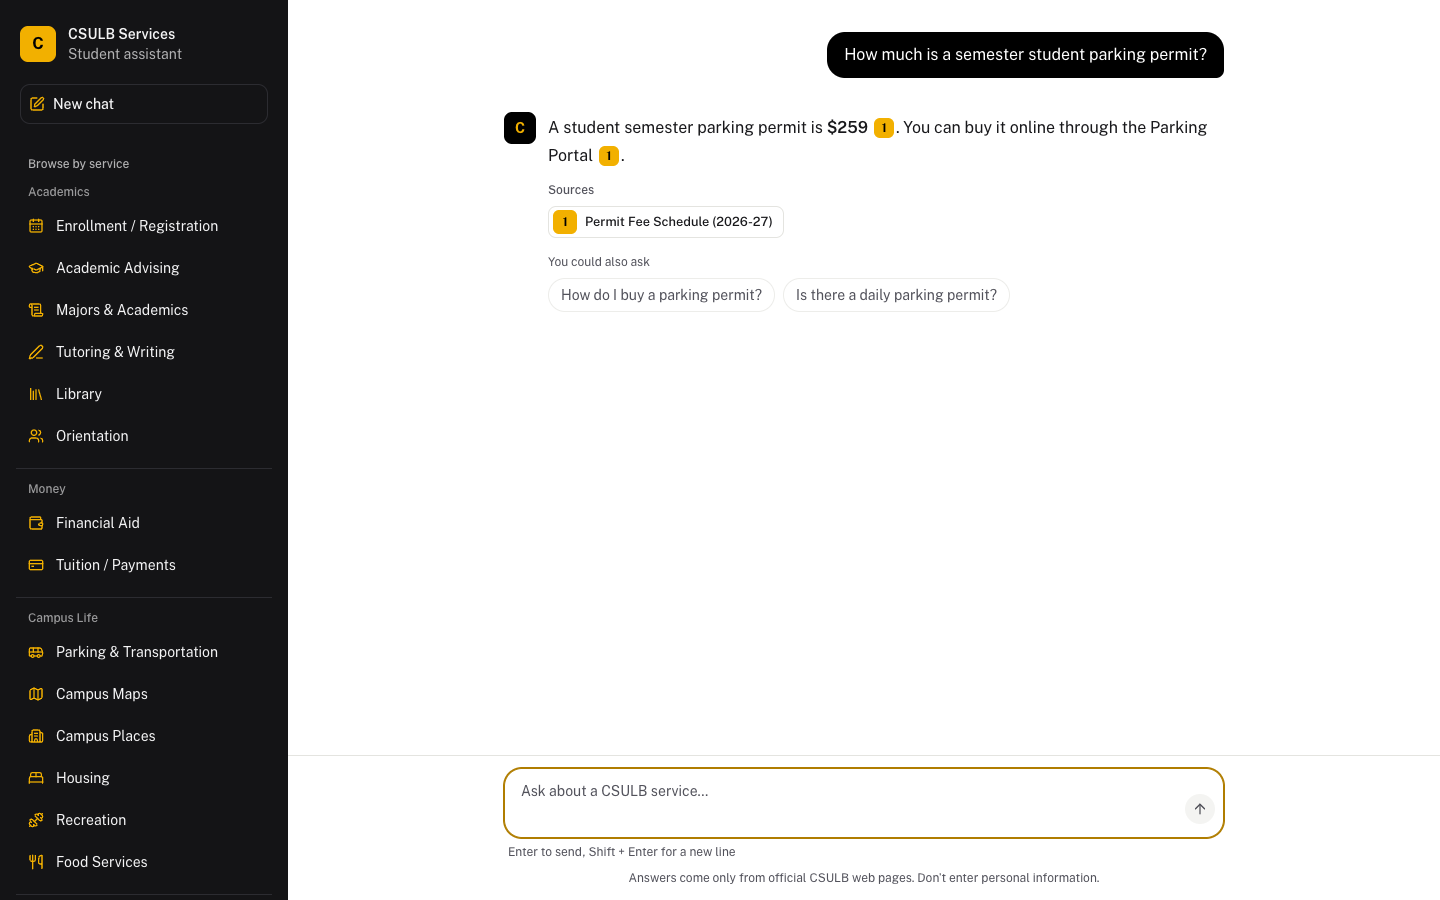 C
CSULB Services
Student assistant
New chat
Browse by service
Academics
Enrollment / Registration
Academic Advising
Majors & Academics
Tutoring & Writing
Library
Orientation
Money
Financial Aid
Tuition / Payments
Campus Life
Parking & Transportation
Campus Maps
Campus Places
Housing
Recreation
Food Services
How much is a semester student parking permit?
C
A student semester parking permit is $259 1. You can buy it online through the Parking
Portal 1.
Sources
1 Permit Fee Schedule (2026-27)
You could also ask
How do I buy a parking permit?
Is there a daily parking permit?
Ask about a CSULB service...
Enter to send, Shift + Enter for a new line
Answers come only from official CSULB web pages. Don't enter personal information.